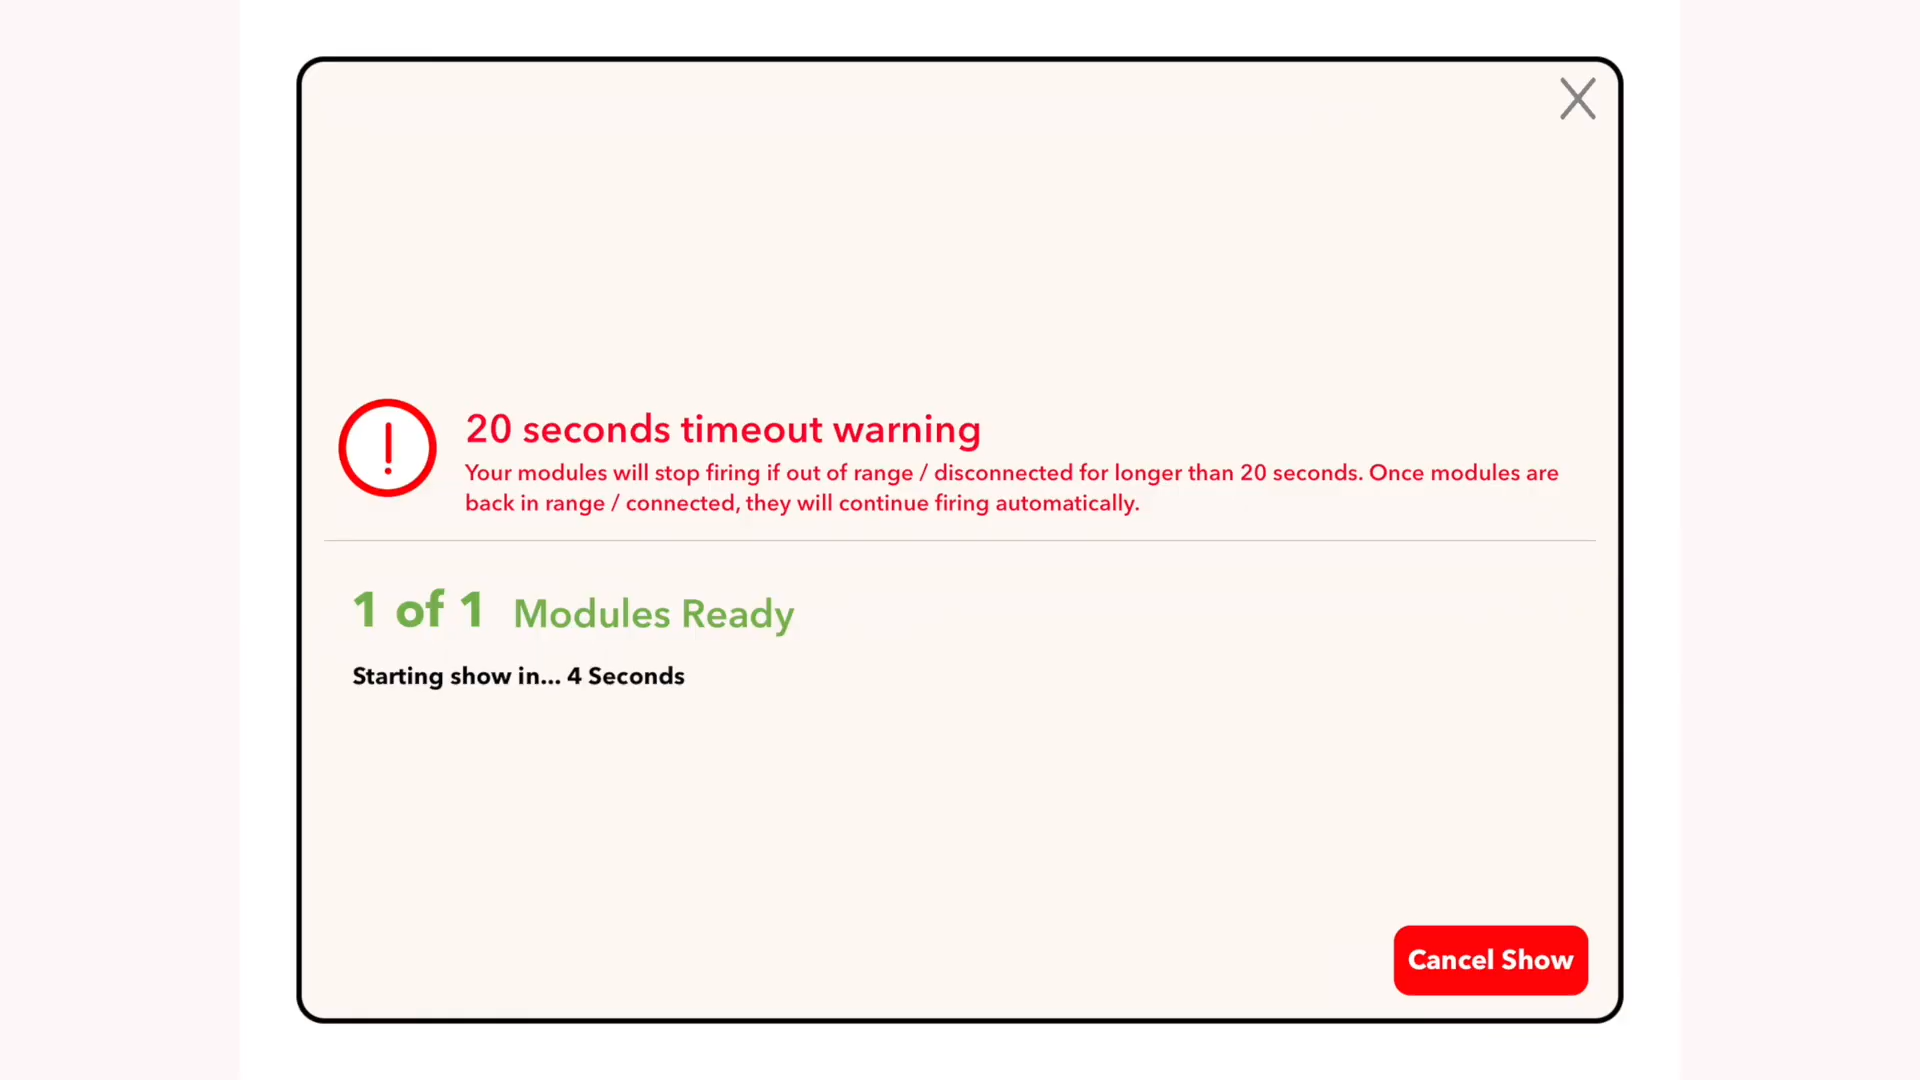 20 seconds timeout warning
Your modules will stop firing if out of range / disconnected for longer than 20 seconds. Once modules are
back in range / connected, they will continue firing automatically.
1 of 1 Modules Ready
Starting show in... 4 Seconds
Cancel Show